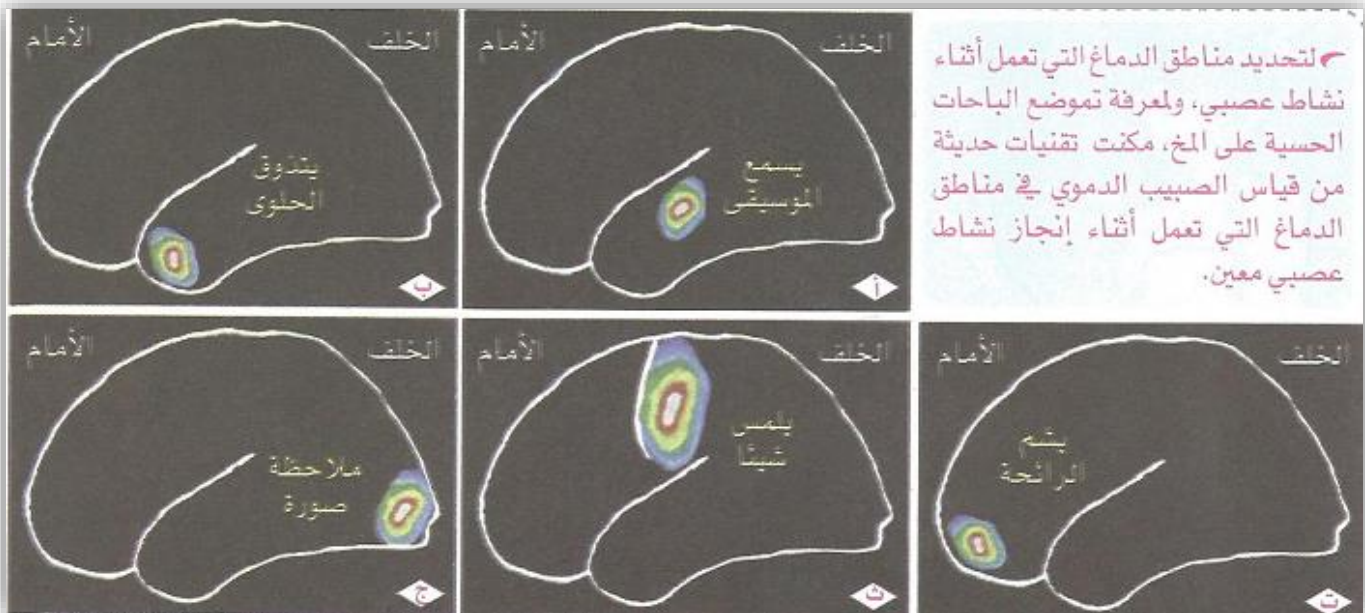 لتحديد مناطق الدماغ التي تعمل أثناء
نشاط عصبي، ولمعرفة تموضع الباحات
الحسية على المخ، مكنت تقنيات حديثة
من قياس الصبيب الدموي في مناطق
الدماغ التي تعمل أثناء إنجاز نشاط
عصبي معين.
الخلف
الأمام
يسمع
الموسيقى
أ
الخلف
الأمام
يتذوق
الحلوى
ب
الخلف
الأمام
يشم
الرائحة
ت
الخلف
الأمام
يلمس
شيئا
ث
الخلف
الأمام
ملاحظة
صورة
ج